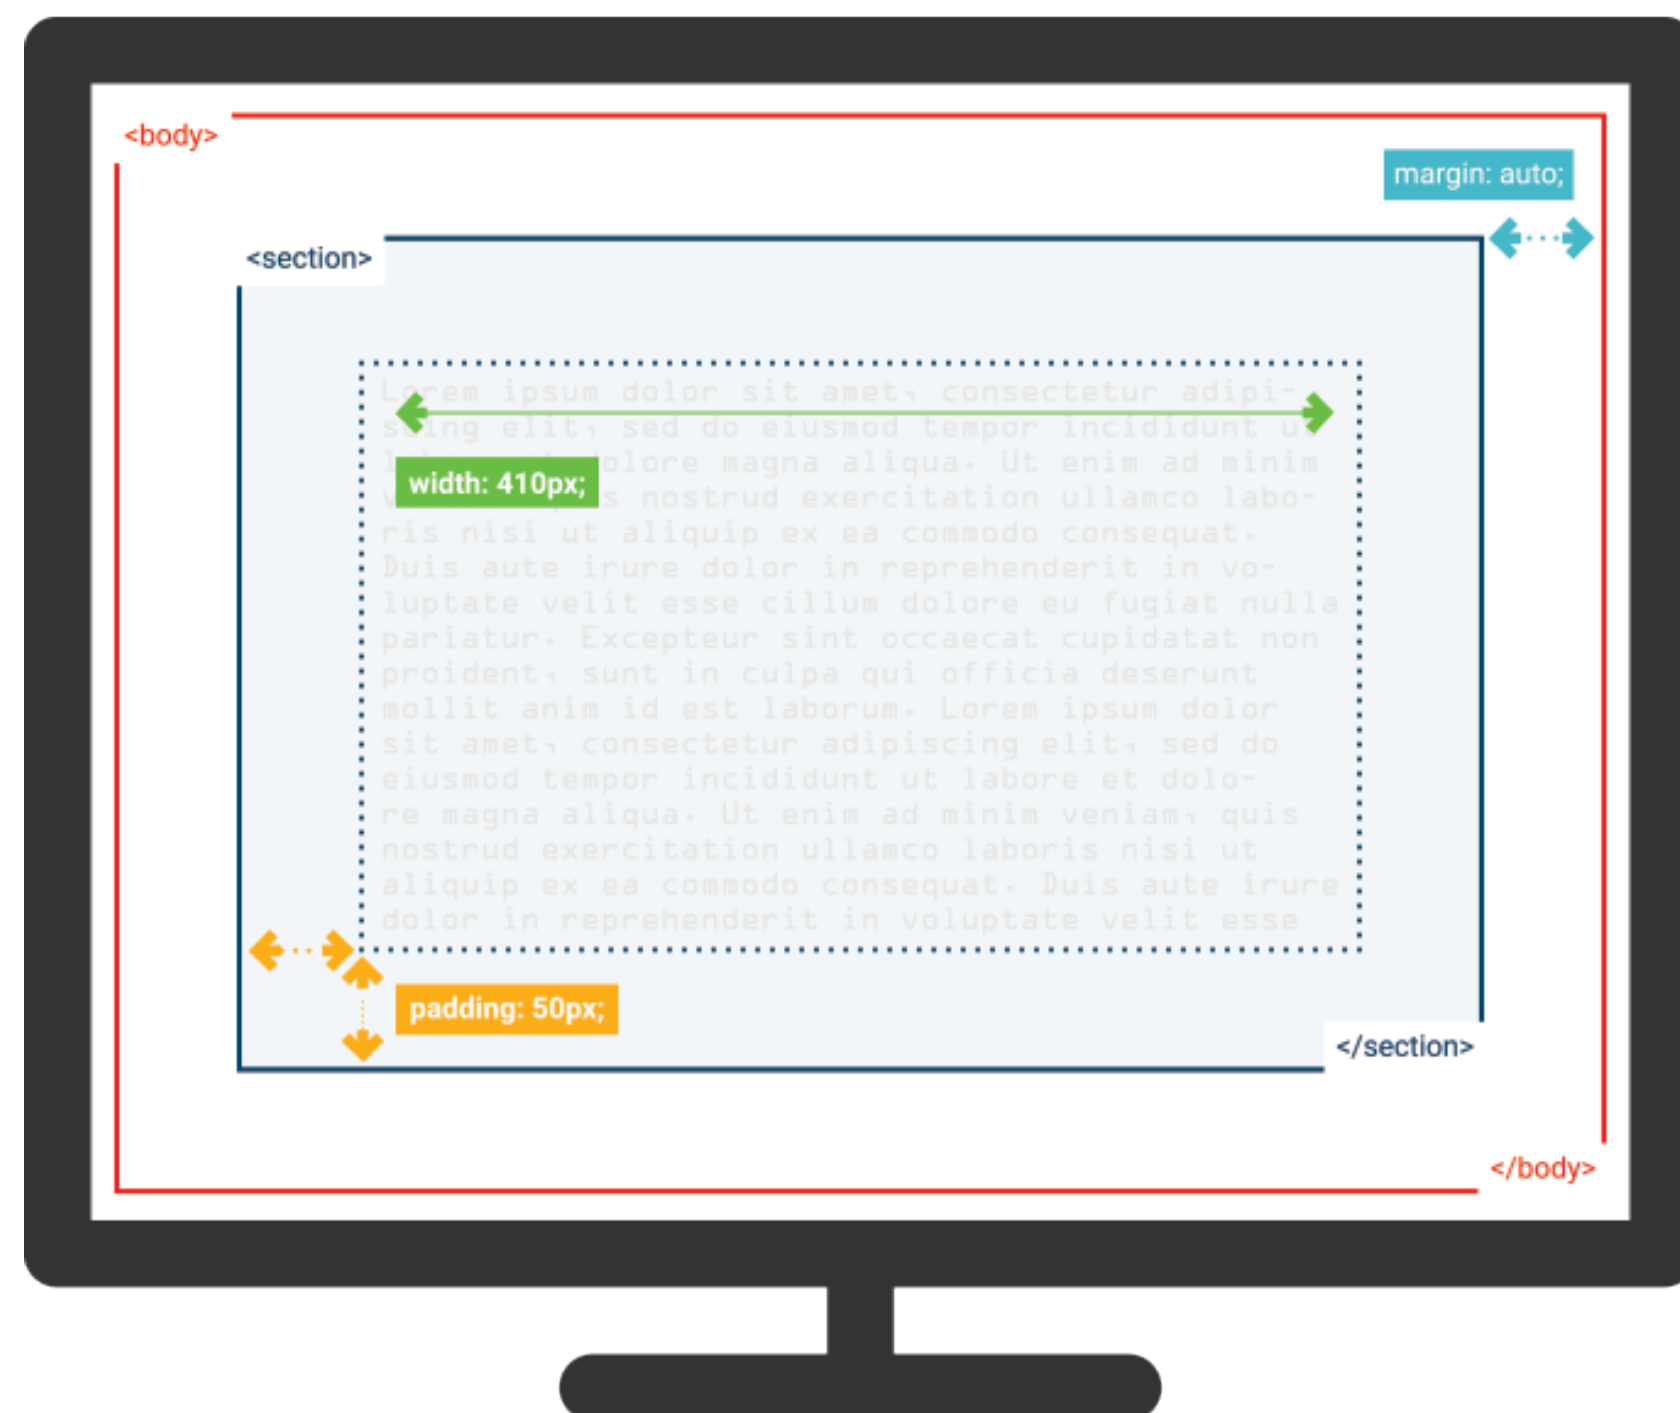 <body>
margin: auto;
<section>
Lorem ipsum dolor sit amet, consectetur adipi-
scing elit, sed do eiusmod tempor incididunt ut
dolore magna aliqua. Ut enim ad minim
width: 410px;
nostrud exercitation ullamco labo-
ris nisi ut aliquip ex ea commodo consequat.
Duis aute irure dolor in reprehenderit in vo-
luptate velit esse cillum dolore eu fugiat nulla
pariatur. Excepteur sint occaecat cupidatat non
proident, sunt in culpa qui officia deserunt
mollit anim id est laborum. Lorem ipsum dolor
sit amet, consectetur adipiscing elit, sed do
eiusmod tempor incididunt ut labore et dolo-
re magna aliqua. Ut enim ad minim veniam, quis
nostrud exercitation ullamco laboris nisi ut
aliquip ex ea commodo consequat. Duis aute irure
dolor in reprehenderit in voluptate velit esse
padding: 50px;
</section>
</body>